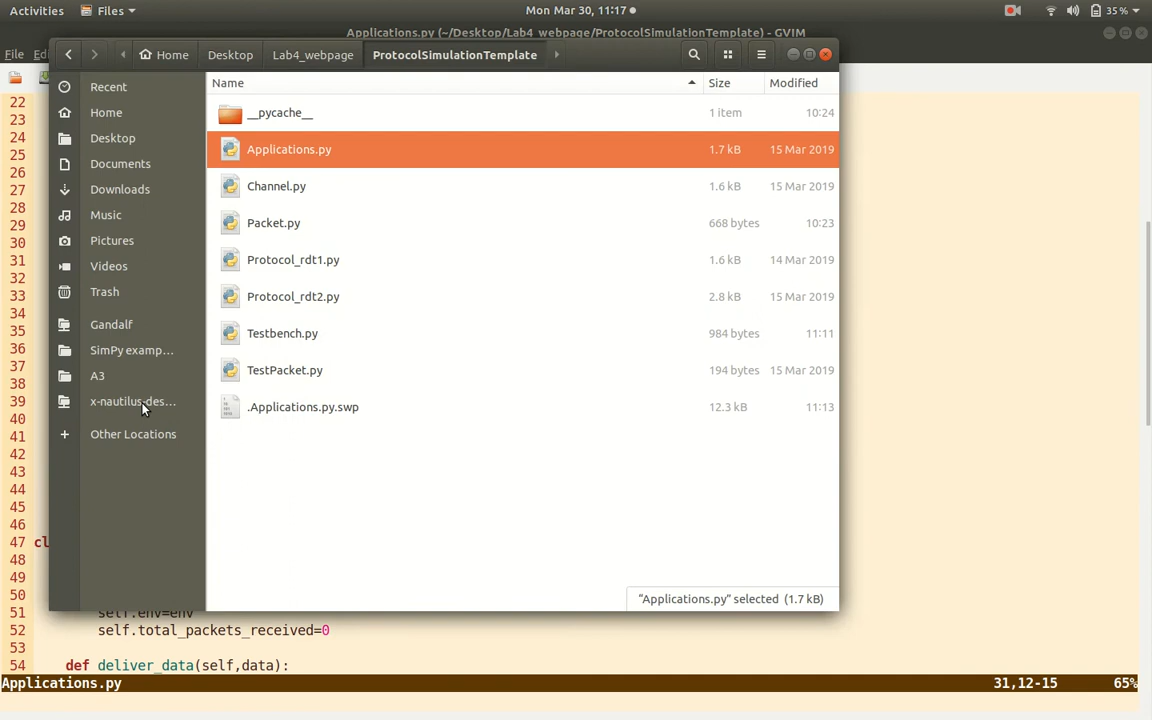 Activities Files Mon Mar 30, 11:17 35%
Applications.py (~/Desktop/Lab4_webpage/ProtocolSimulationTemplate) - GVIM
File Edi
Home Desktop Lab4_webpage ProtocolSimulationTemplate
Name Size Modified
Recent
Home
Desktop
Documents
Downloads
Music
Pictures
Videos
Trash
Gandalf
SimPy examp...
A3
x-nautilus-des...
+ Other Locations
__pycache__ 1 item 10:24
Applications.py 1.7 kB 15 Mar 2019
Channel.py 1.6 kB 15 Mar 2019
Packet.py 668 bytes 10:23
Protocol_rdt1.py 1.6 kB 14 Mar 2019
Protocol_rdt2.py 2.8 kB 15 Mar 2019
Testbench.py 984 bytes 11:11
TestPacket.py 194 bytes 15 Mar 2019
.Applications.py.swp 12.3 kB 11:13
"Applications.py" selected (1.7 kB)
22
23
24
25
26
27
28
29
30
31
32
33
34
35
36
37
38
39
40
41
42
43
44
45
46
47 cl
48
49
50
51 self.env=env
52 self.total_packets_received=0
53
54 def deliver_data(self,data):
Applications.py 31,12-15 65%